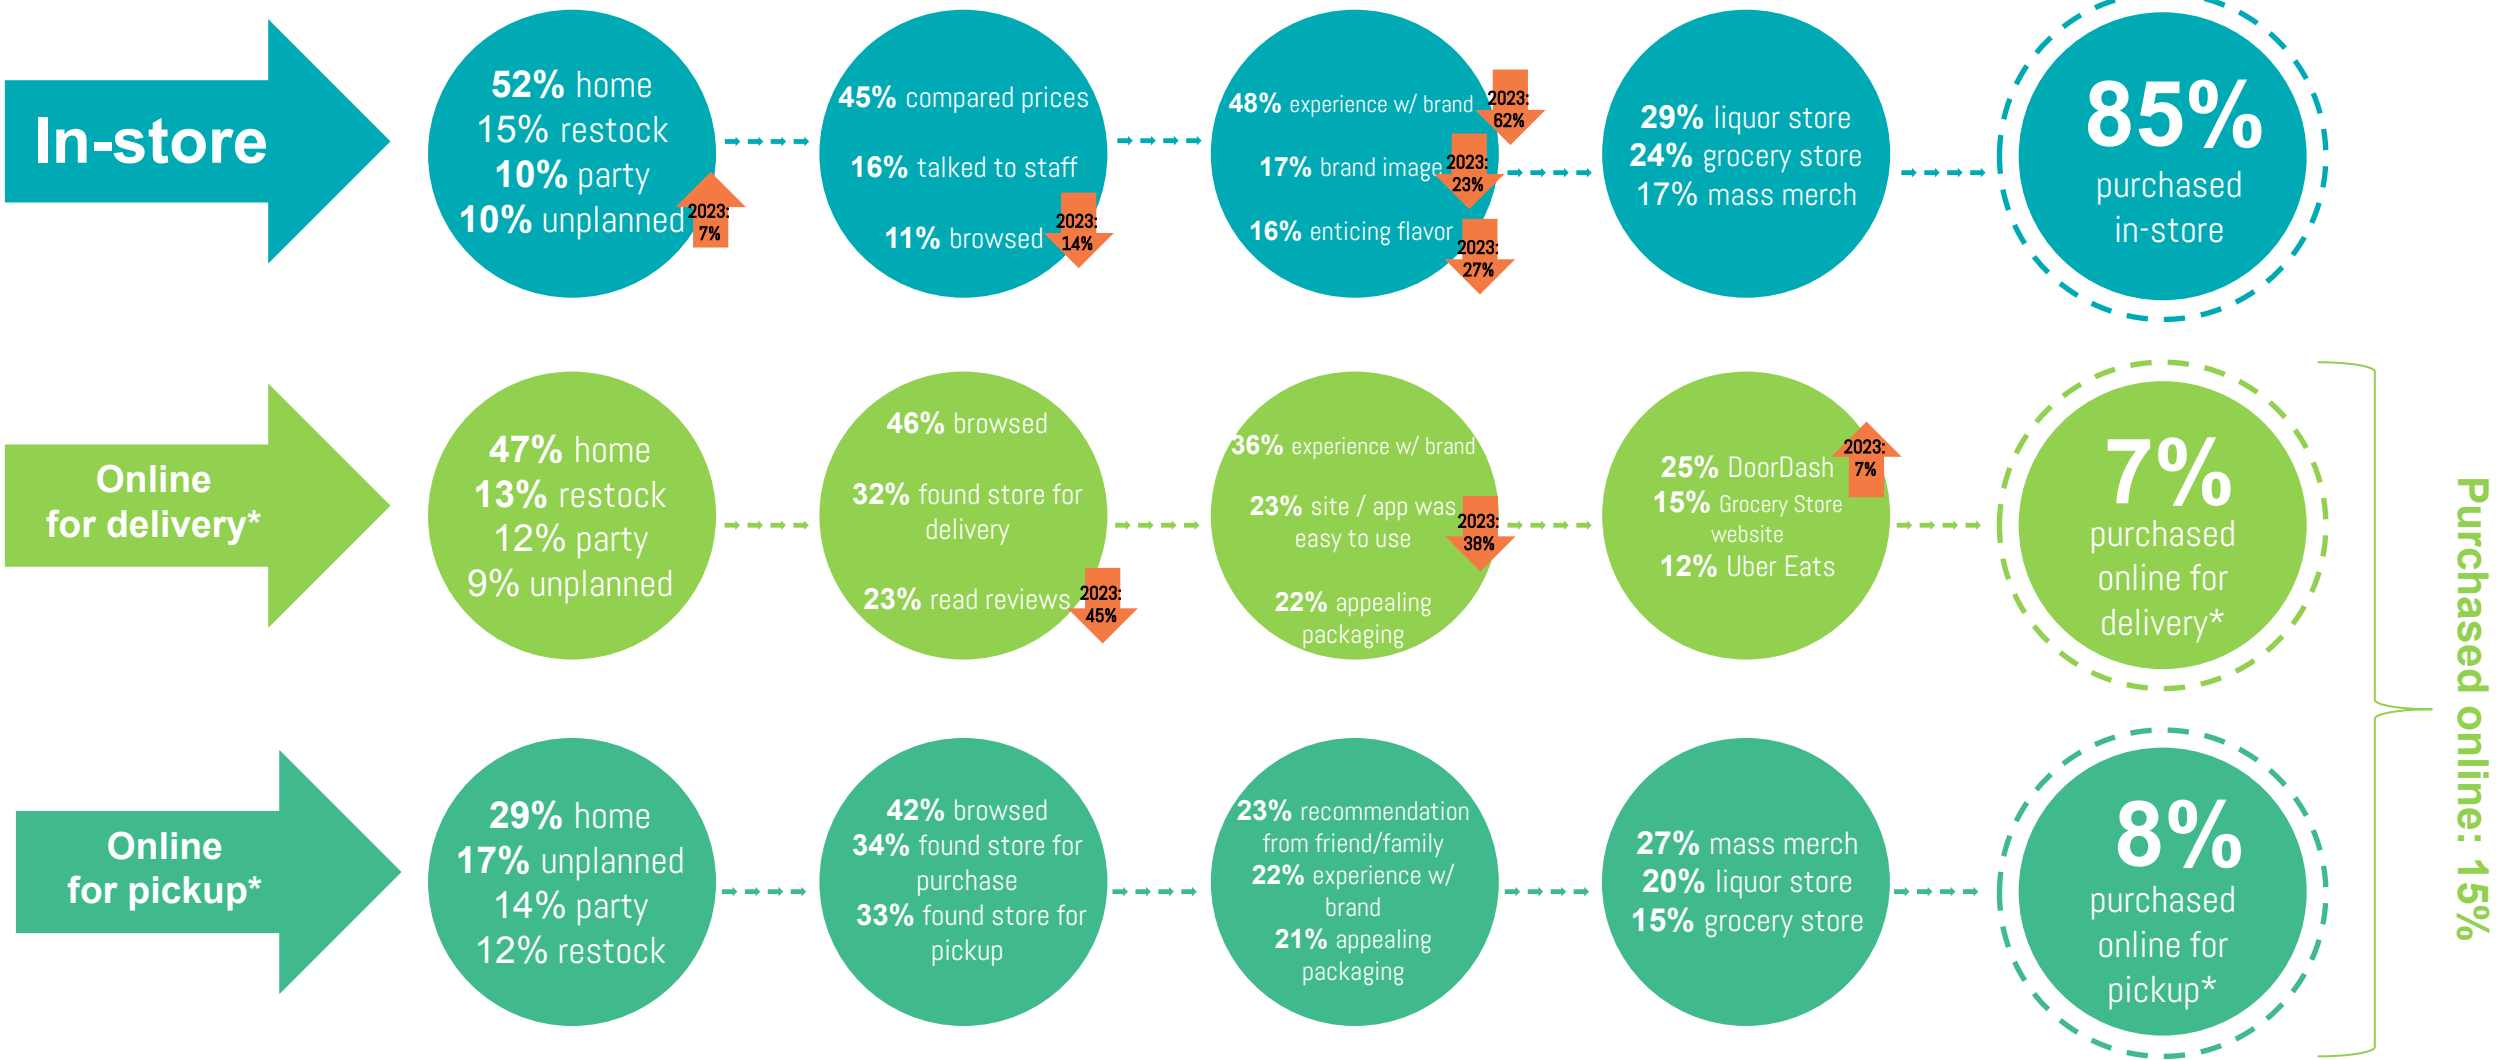 In-store
52% home
15% restock
10% party
10% unplanned
2023:
7%
45% compared prices
16% talked to staff
11% browsed
2023:
14%
48% experience w/ brand
2023:
62%
17% brand image
2023:
23%
16% enticing flavor
2023:
27%
29% liquor store
24% grocery store
17% mass merch
85%
purchased
in-store
Online
for delivery*
47% home
13% restock
12% party
9% unplanned
46% browsed
32% found store for
delivery
23% read reviews
2023:
45%
36% experience w/ brand
23% site / app was
easy to use
2023:
38%
22% appealing
packaging
25% DoorDash
2023:
7%
15% Grocery Store
website
12% Uber Eats
7%
purchased
online for
delivery*
Online
for pickup*
29% home
17% unplanned
14% party
12% restock
42% browsed
34% found store for
purchase
33% found store for
pickup
23% recommendation
from friend/family
22% experience w/
brand
21% appealing
packaging
27% mass merch
20% liquor store
15% grocery store
8%
purchased
online for
pickup*
Purchased online: 15%